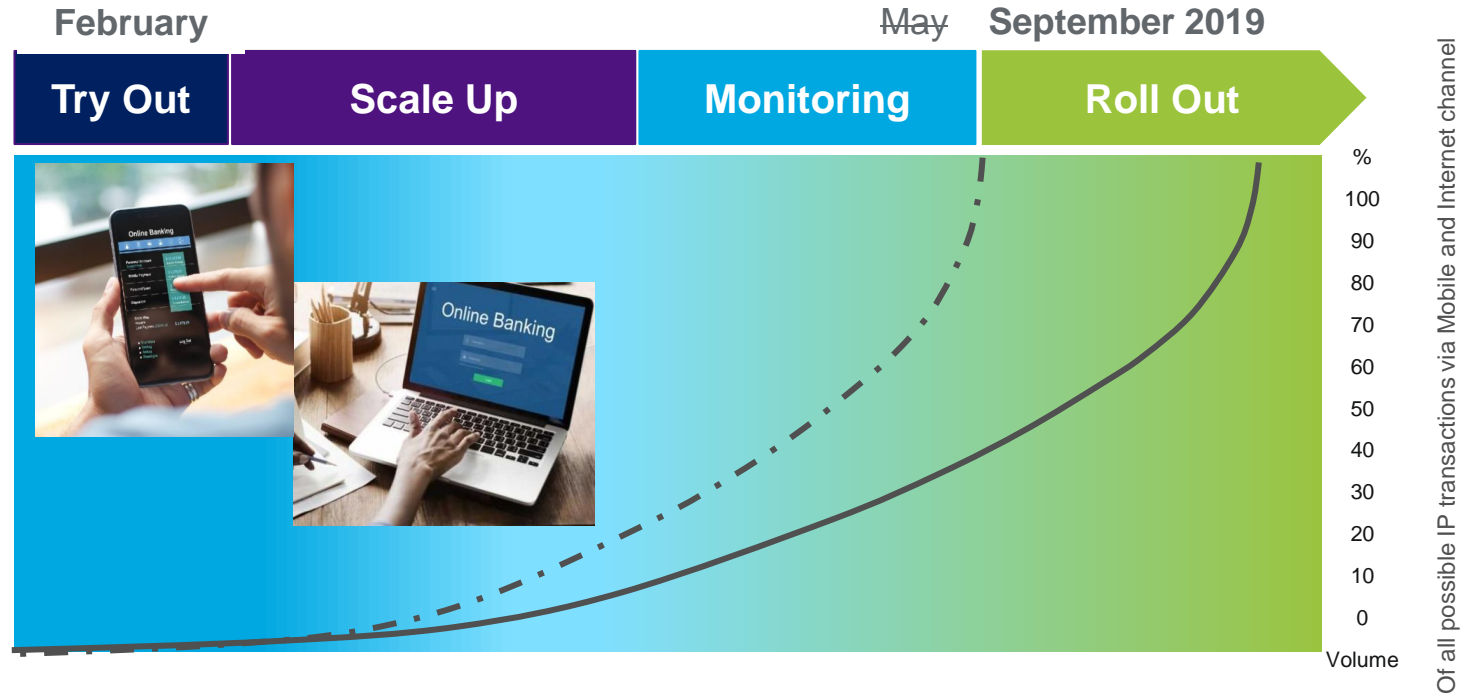 February
May
September 2019
Try Out
Scale Up
Monitoring
Roll Out
Online Banking
Online Banking
%
100
90
80
70
60
50
40
30
20
10
0
Volume
Of all possible IP transactions via Mobile and Internet channel